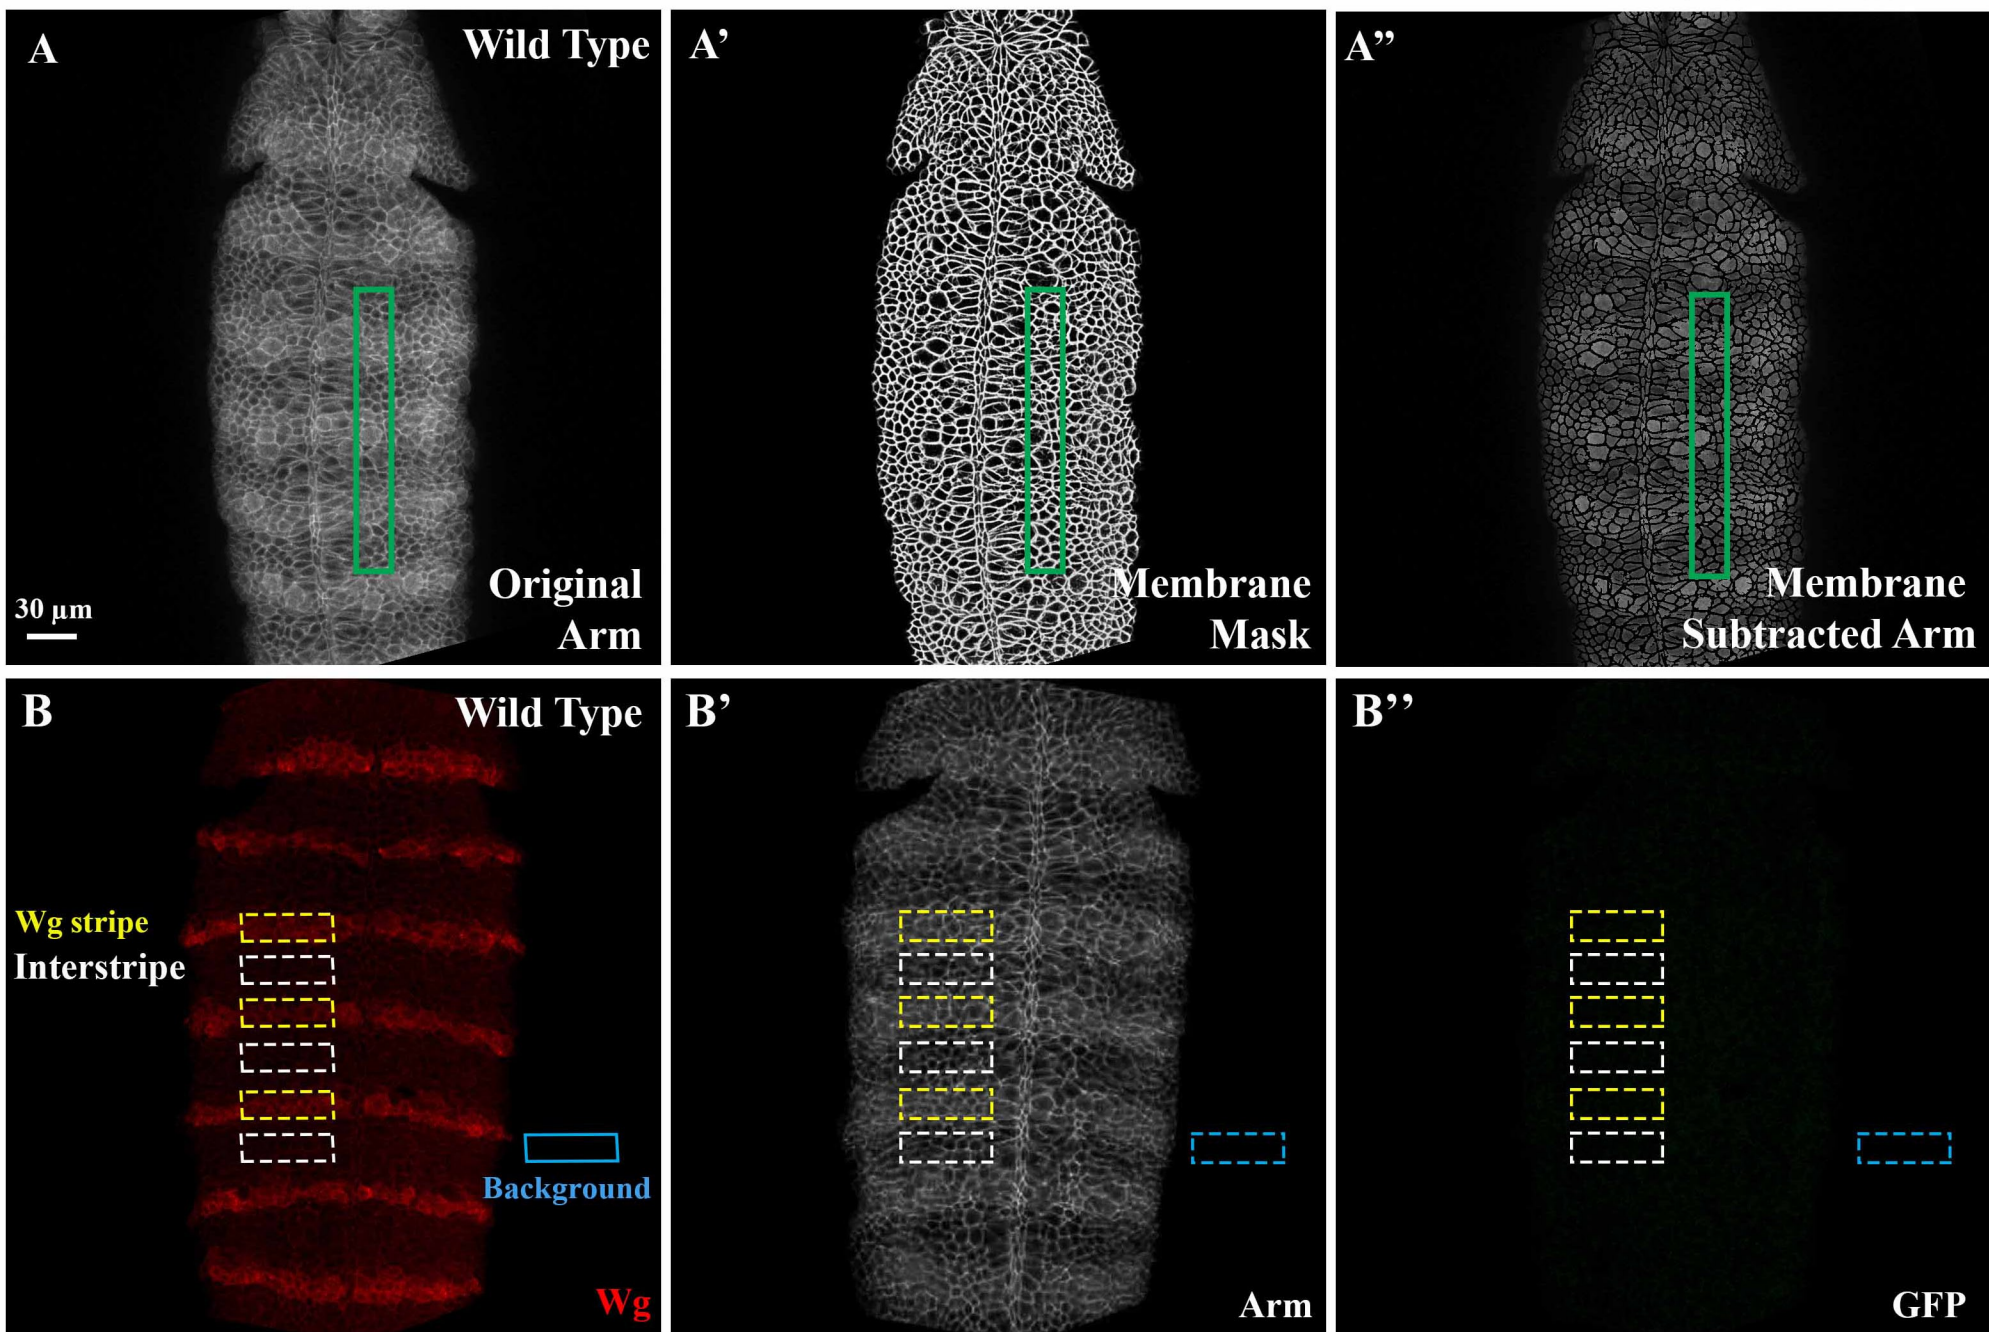 A
Wild Type
Original
Arm
30 µm
A’
Membrane
Mask
A’’
Membrane
Subtracted Arm
B
Wild Type
Wg stripe
Interstripe
Background
Wg
B’
Arm
B’’
GFP